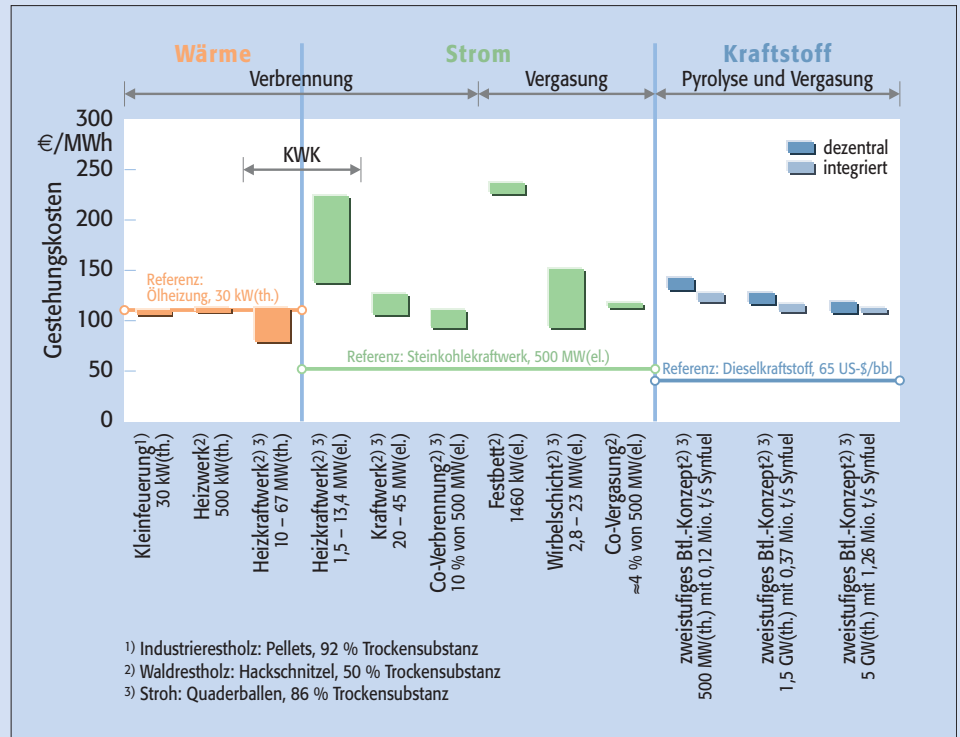 Wärme
Strom
Kraftstoff
Verbrennung
Vergasung
Pyrolyse und Vergasung
300
€/MWh
250
200
150
100
50
0
Gestehungskosten
KWK
dezentral
integriert
Referenz:
Ölheizung, 30 kW(th.)
Referenz: Steinkohlekraftwerk, 500 MW(el.)
Referenz: Dieselkraftstoff, 65 US-$/bbl
Kleinfeuerung1)
30 kW(th.)
Heizwerk2)
500 kW(th.)
Heizkraftwerk2) 3)
10 – 67 MW(th.)
Heizkraftwerk2) 3)
1,5 – 13,4 MW(el.)
Kraftwerk2) 3)
20 – 45 MW(el.)
Co-Verbrennung2) 3)
10 % von 500 MW(el.)
Festbett2)
1460 kW(el.)
Wirbelschicht2) 3)
2,8 – 23 MW(el.)
Co-Vergasung2)
≈4 % von 500 MW(el.)
zweistufiges Btl.-Konzept2) 3)
500 MW(th.) mit 0,12 Mio. t/s Synfuel
zweistufiges Btl.-Konzept2) 3)
1,5 GW(th.) mit 0,37 Mio. t/s Synfuel
zweistufiges Btl.-Konzept2) 3)
5 GW(th.) mit 1,26 Mio. t/s Synfuel
1) Industrierestholz: Pellets, 92 % Trockensubstanz
2) Waldrestholz: Hackschnitzel, 50 % Trockensubstanz
3) Stroh: Quaderballen, 86 % Trockensubstanz